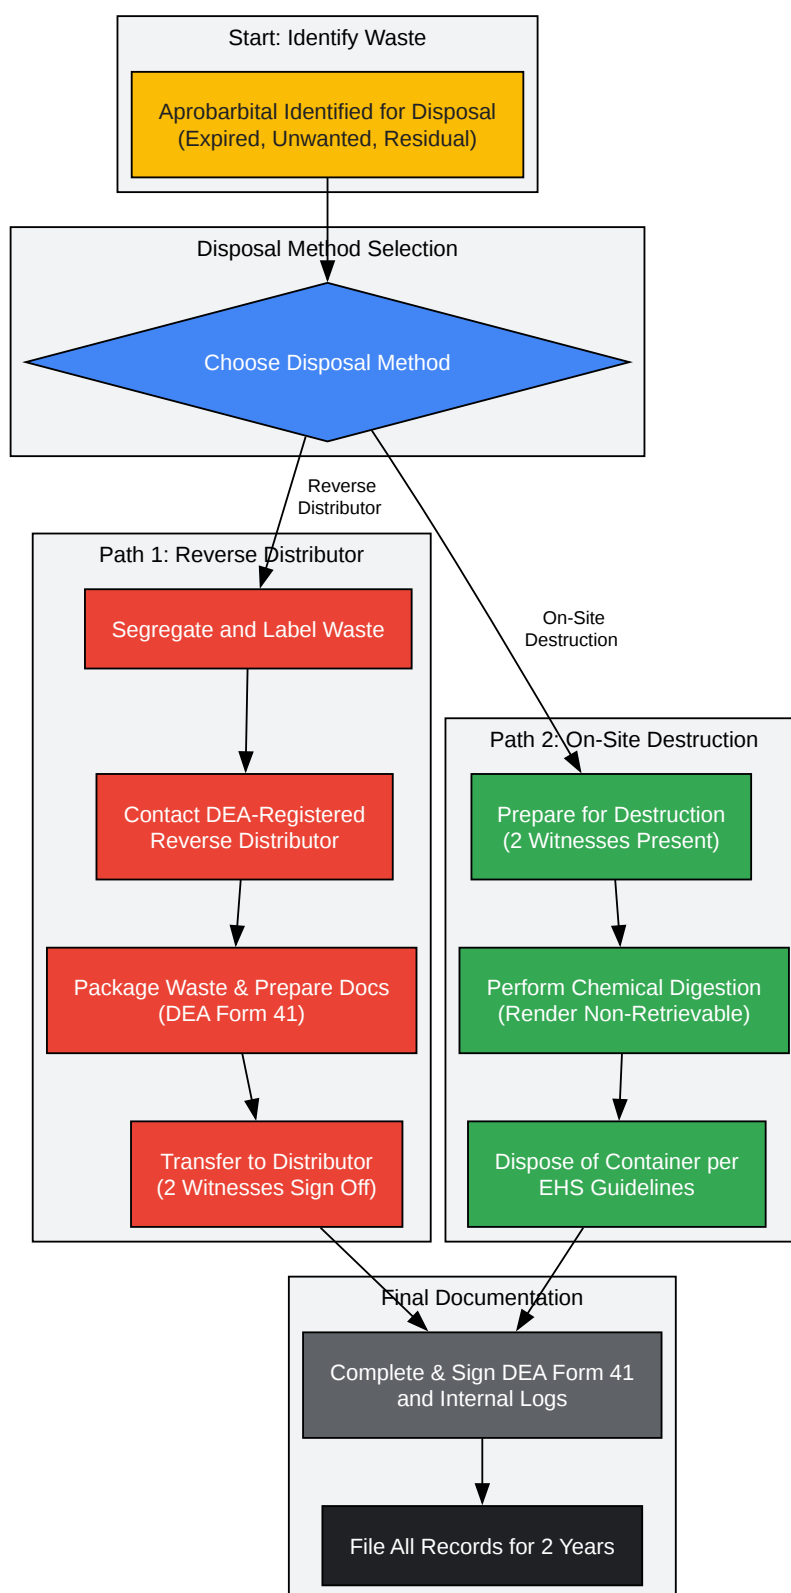 Start: Identify Waste
Aprobarbital Identified for Disposal
(Expired, Unwanted, Residual)
Disposal Method Selection
Choose Disposal Method
Reverse
Distributor
Path 1: Reverse Distributor
Segregate and Label Waste
Contact DEA-Registered
Reverse Distributor
Package Waste & Prepare Docs
(DEA Form 41)
Transfer to Distributor
(2 Witnesses Sign Off)
On-Site
Destruction
Path 2: On-Site Destruction
Prepare for Destruction
(2 Witnesses Present)
Perform Chemical Digestion
(Render Non-Retrievable)
Dispose of Container per
EHS Guidelines
Final Documentation
Complete & Sign DEA Form 41
and Internal Logs
File All Records for 2 Years